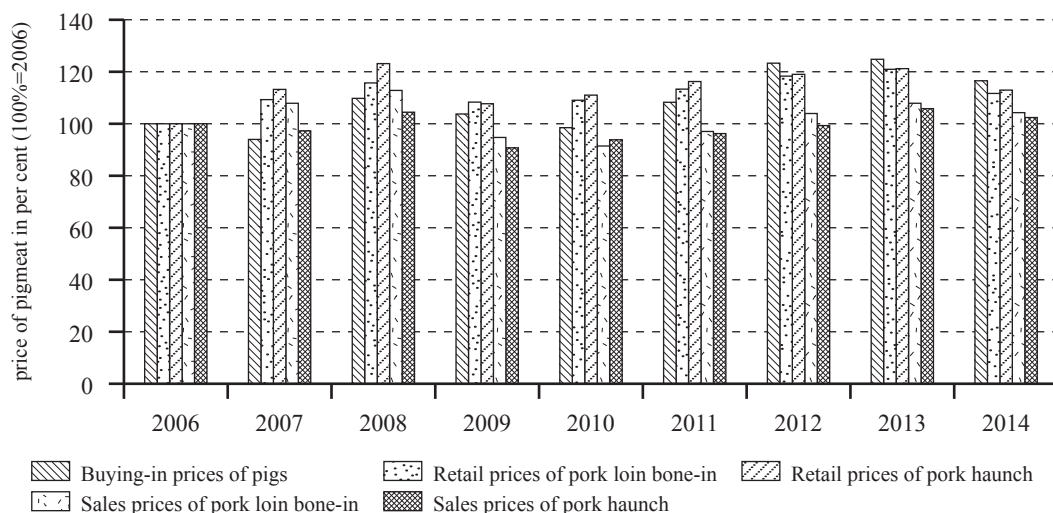 price of pigmeat in per cent (100%=2006)
140
120
100
80
60
40
20
0
2006 2007 2008 2009 2010 2011 2012 2013 2014
Buying-in prices of pigs Retail prices of pork loin bone-in Retail prices of pork haunch
Sales prices of pork loin bone-in Sales prices of pork haunch